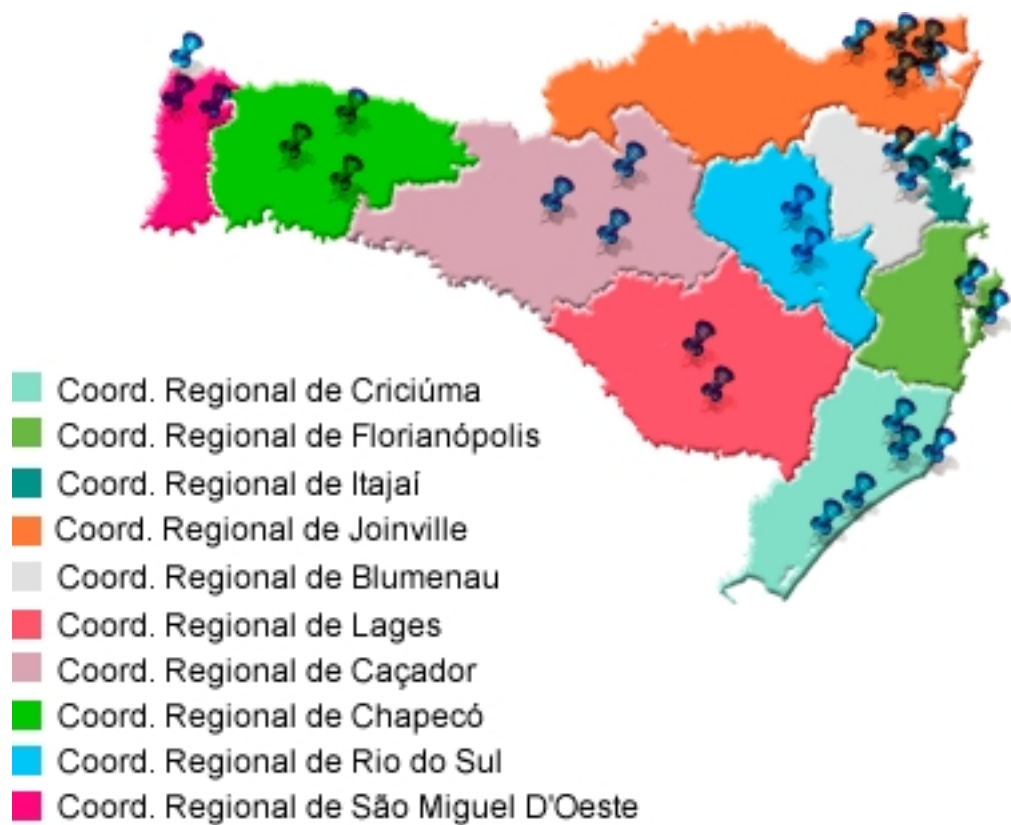 Coord. Regional de Criciúma
Coord. Regional de Florianópolis
Coord. Regional de Itajaí
Coord. Regional de Joinville
Coord. Regional de Blumenau
Coord. Regional de Lages
Coord. Regional de Caçador
Coord. Regional de Chapecó
Coord. Regional de Rio do Sul
Coord. Regional de São Miguel D'Oeste